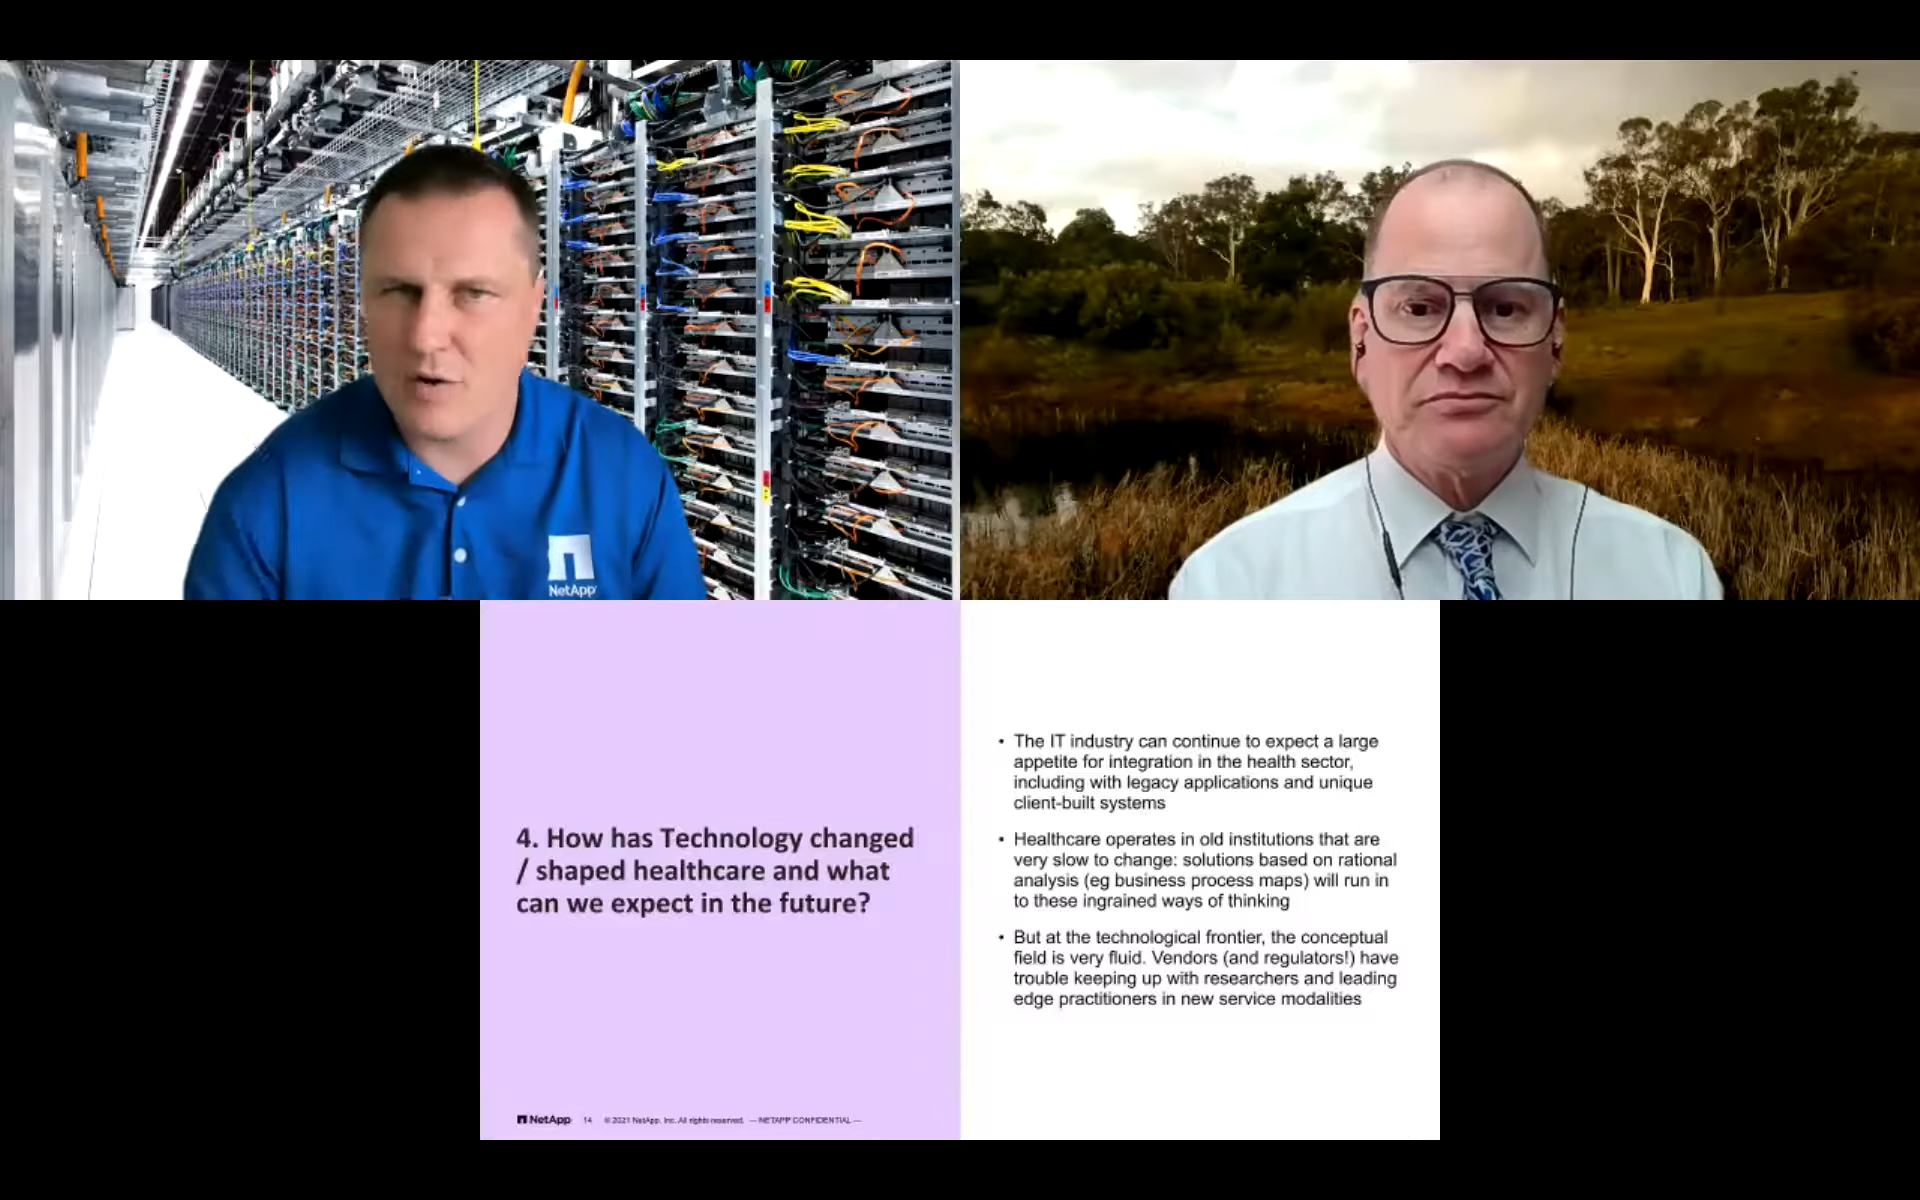 NetApp
4. How has Technology changed
/ shaped healthcare and what
can we expect in the future?
NetApp 14 © 2021 NetApp, Inc. All rights reserved. — NETAPP CONFIDENTIAL —
• The IT industry can continue to expect a large
appetite for integration in the health sector,
including with legacy applications and unique
client-built systems
• Healthcare operates in old institutions that are
very slow to change: solutions based on rational
analysis (eg business process maps) will run in
to these ingrained ways of thinking
• But at the technological frontier, the conceptual
field is very fluid. Vendors (and regulators!) have
trouble keeping up with researchers and leading
edge practitioners in new service modalities